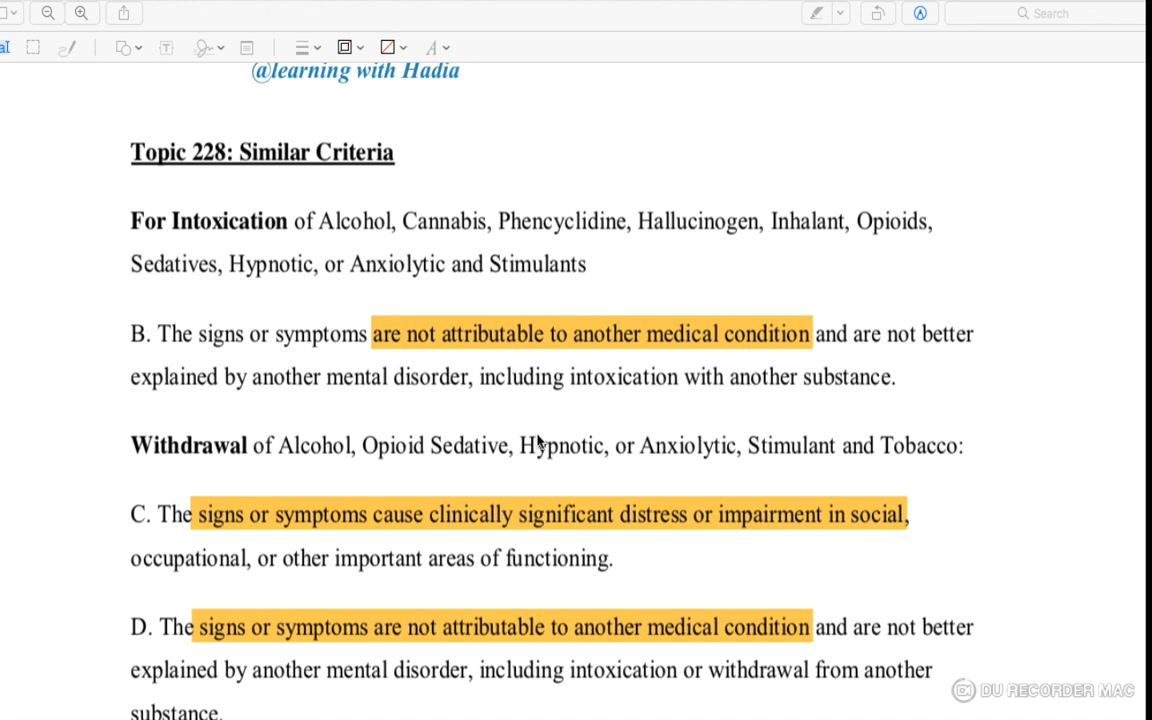 Search
@learning with Hadia
Topic 228: Similar Criteria
For Intoxication of Alcohol, Cannabis, Phencyclidine, Hallucinogen, Inhalant, Opioids,
Sedatives, Hypnotic, or Anxiolytic and Stimulants
B. The signs or symptoms are not attributable to another medical condition and are not better
explained by another mental disorder, including intoxication with another substance.
Withdrawal of Alcohol, Opioid Sedative, Hypnotic, or Anxiolytic, Stimulant and Tobacco:
C. The signs or symptoms cause clinically significant distress or impairment in social,
occupational, or other important areas of functioning.
D. The signs or symptoms are not attributable to another medical condition and are not better
explained by another mental disorder, including intoxication or withdrawal from another
substance.
DU RECORDER MAC